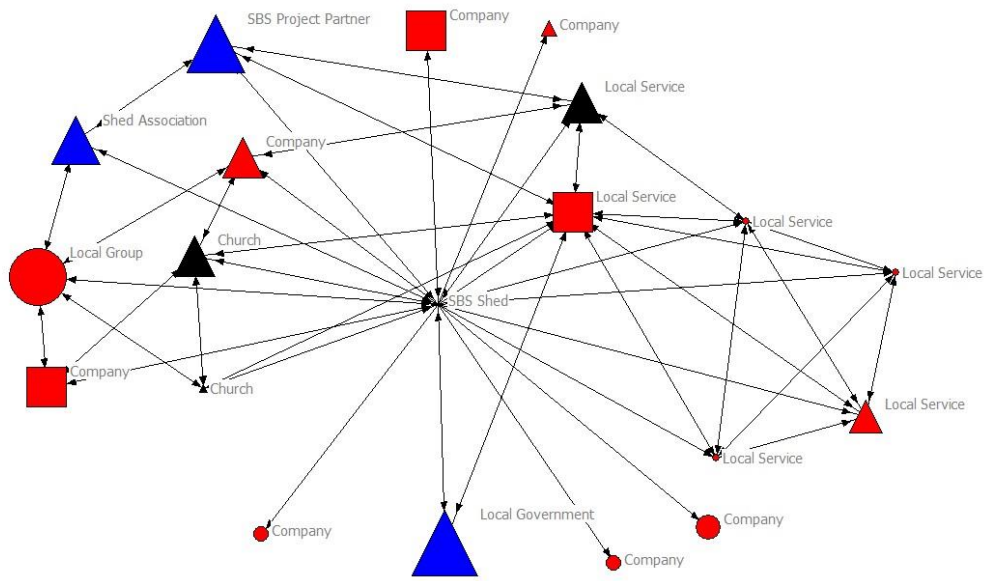 SBS Project Partner
Company
Company
Local Service
Shed Association
Company
Local Service
Local Service
Church
Local Group
Local Service
SBS Shed
Company
Church
Local Service
Local Service
Local Government
Company
Company
Company